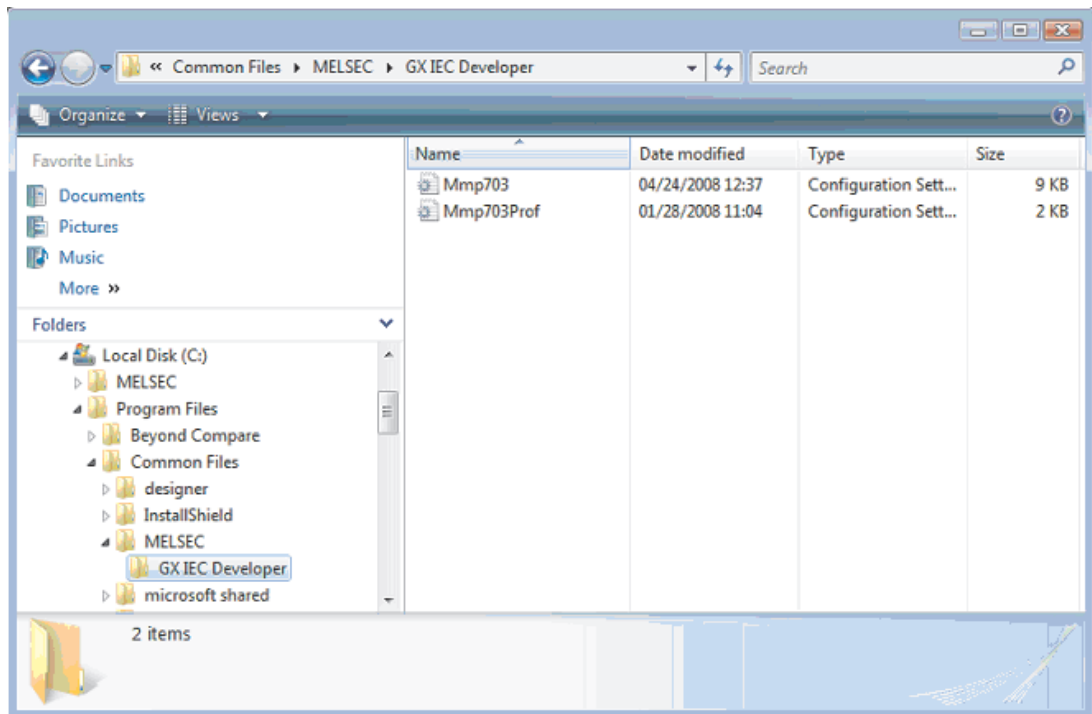 « Common Files ▸ MELSEC ▸ GX IEC Developer Search
Organize Views
Favorite Links
Documents
Pictures
Music
More »
Folders
Local Disk (C:)
MELSEC
Program Files
Beyond Compare
Common Files
designer
InstallShield
MELSEC
GX IEC Developer
microsoft shared
Name Date modified Type Size
Mmp703 04/24/2008 12:37 Configuration Sett... 9 KB
Mmp703Prof 01/28/2008 11:04 Configuration Sett... 2 KB
2 items